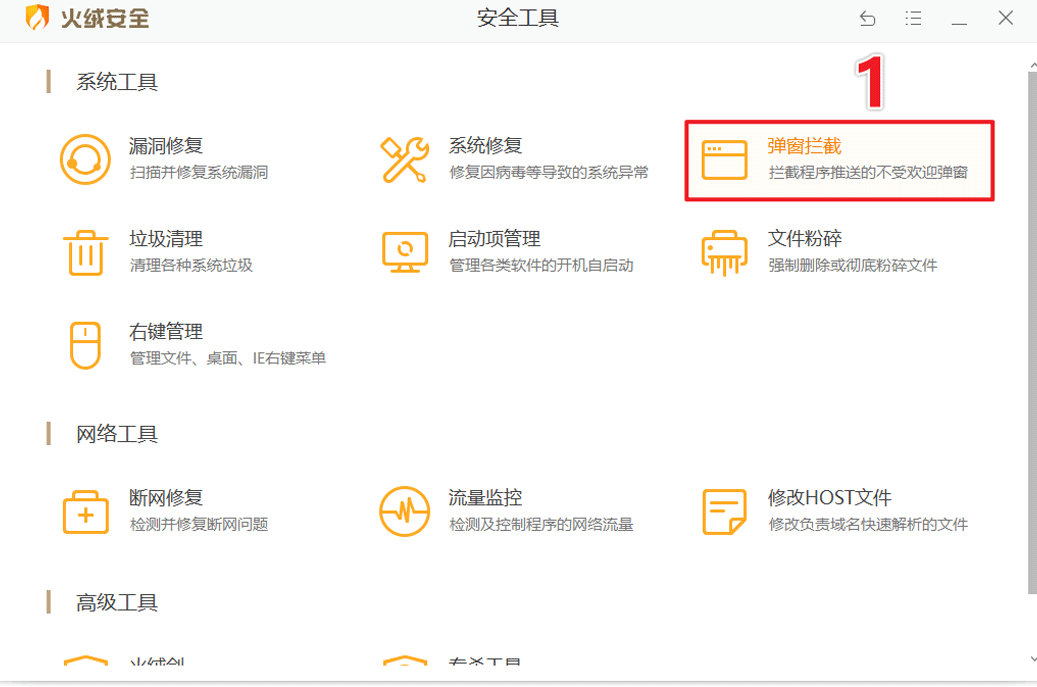 火绒安全
安全工具
系统工具
1
漏洞修复
扫描并修复系统漏洞
系统修复
修复因病毒等导致的系统异常
弹窗拦截
拦截程序推送的不受欢迎弹窗
垃圾清理
清理各种系统垃圾
启动项管理
管理各类软件的开机自启动
文件粉碎
强制删除或彻底粉碎文件
右键管理
管理文件、桌面、IE右键菜单
网络工具
断网修复
检测并修复断网问题
流量监控
检测及控制程序的网络流量
修改HOST文件
修改负责域名快速解析的文件
高级工具
火绒剑
专杀工具